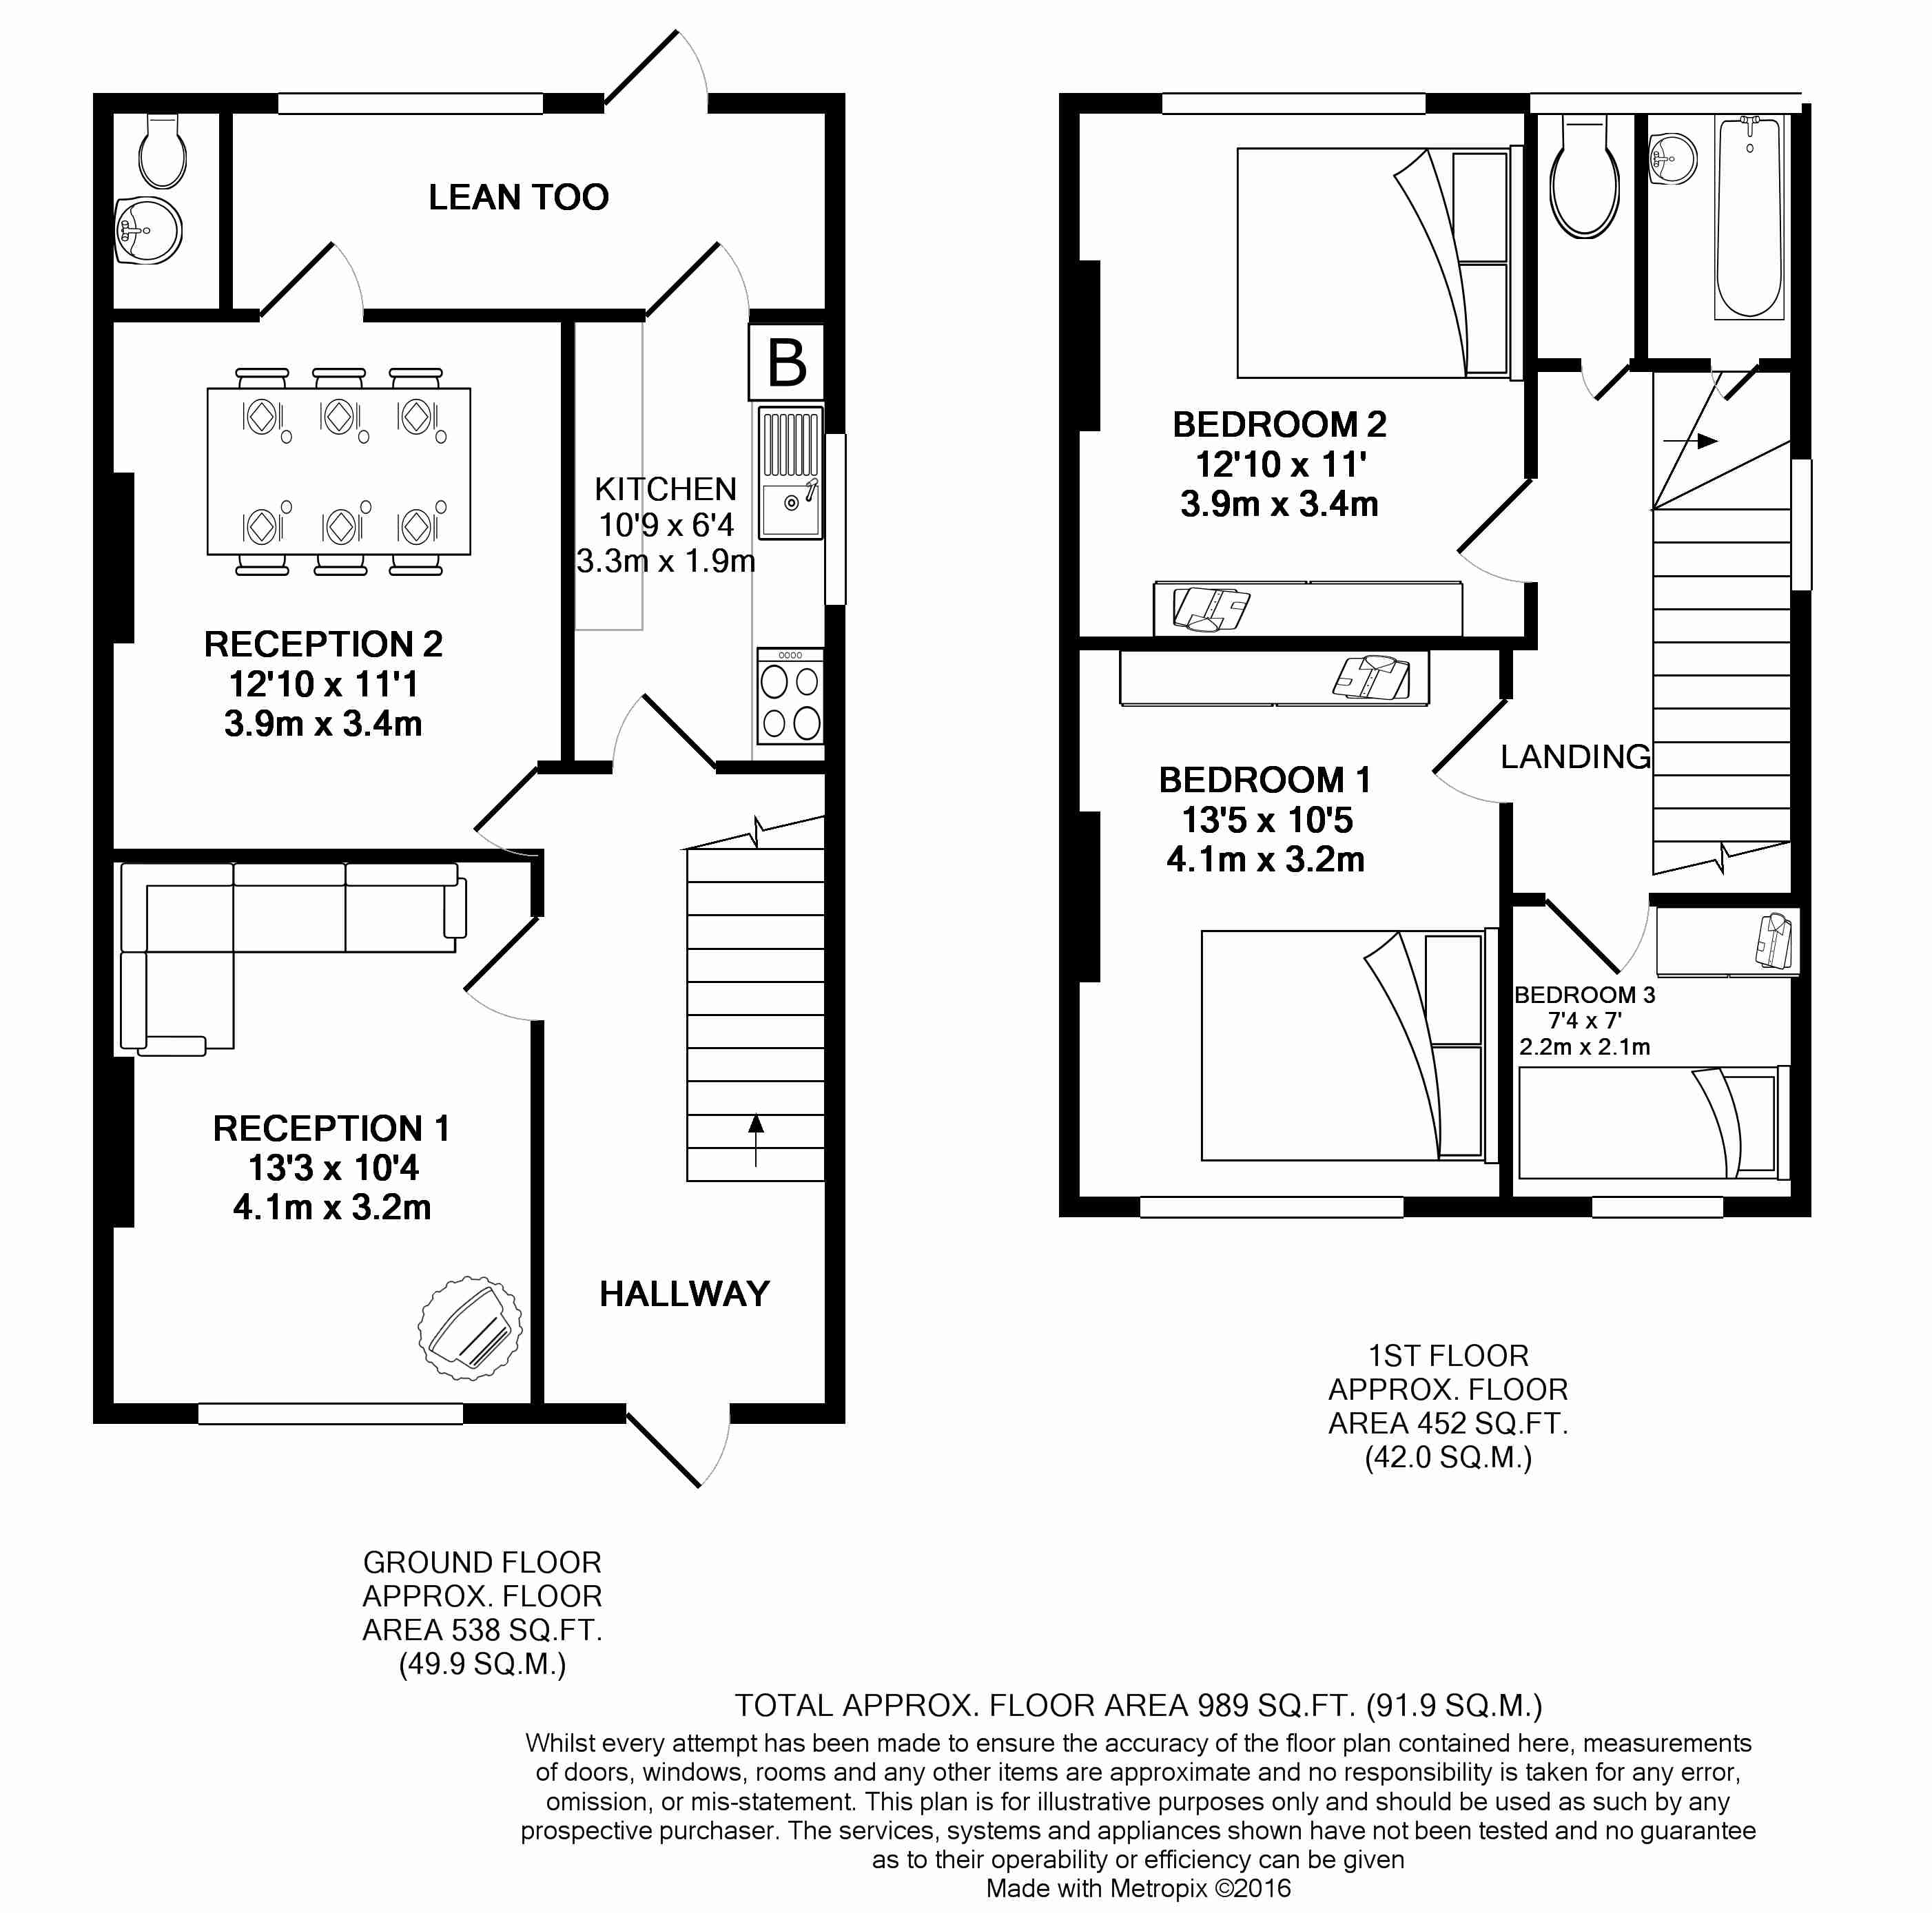 LEAN TOO
B
KITCHEN
10'9 x 6'4
3.3m x 1.9m
RECEPTION 2
12'10 x 11'1
3.9m x 3.4m
RECEPTION 1
13'3 x 10'4
4.1m x 3.2m
HALLWAY
GROUND FLOOR
APPROX. FLOOR
AREA 538 SQ.FT.
(49.9 SQ.M.)
BEDROOM 2
12'10 x 11'
3.9m x 3.4m
LANDING
BEDROOM 1
13'5 x 10'5
4.1m x 3.2m
BEDROOM 3
7'4 x 7'
2.2m x 2.1m
1ST FLOOR
APPROX. FLOOR
AREA 452 SQ.FT.
(42.0 SQ.M.)
TOTAL APPROX. FLOOR AREA 989 SQ.FT. (91.9 SQ.M.)
Whilst every attempt has been made to ensure the accuracy of the floor plan contained here, measurements
of doors, windows, rooms and any other items are approximate and no responsibility is taken for any error,
omission, or mis-statement. This plan is for illustrative purposes only and should be used as such by any
prospective purchaser. The services, systems and appliances shown have not been tested and no guarantee
as to their operability or efficiency can be given
Made with Metropix ©2016